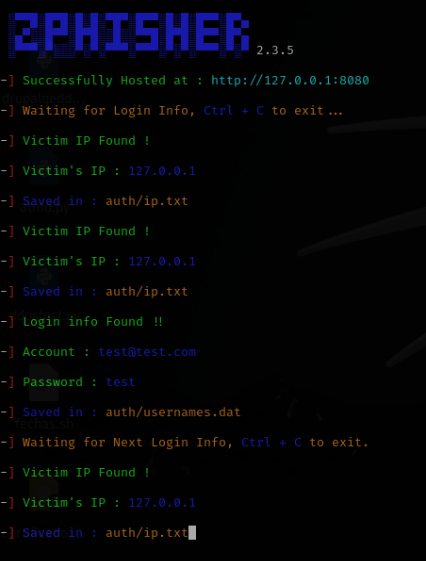 ZPHISHER 2.3.5
-] Successfully Hosted at : http://127.0.0.1:8080
-] Waiting for Login Info, Ctrl + C to exit...
-] Victim IP Found !
-] Victim's IP : 127.0.0.1
-] Saved in : auth/ip.txt
-] Victim IP Found !
-] Victim's IP : 127.0.0.1
-] Saved in : auth/ip.txt
-] Login info Found !!
-] Account : test@test.com
-] Password : test
-] Saved in : auth/usernames.dat
-] Waiting for Next Login Info, Ctrl + C to exit.
-] Victim IP Found !
-] Victim's IP : 127.0.0.1
-] Saved in : auth/ip.txt